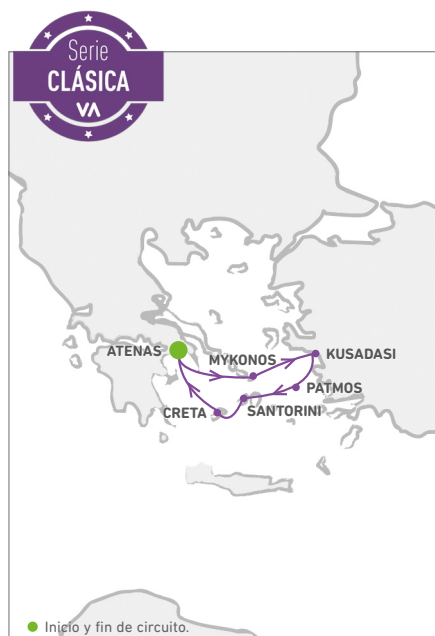 Serie
CLÁSICA
VA
ATENAS
MYKONOS
KUSADASI
PATMOS
CRETA
SANTORINI
Inicio y fin de circuito.